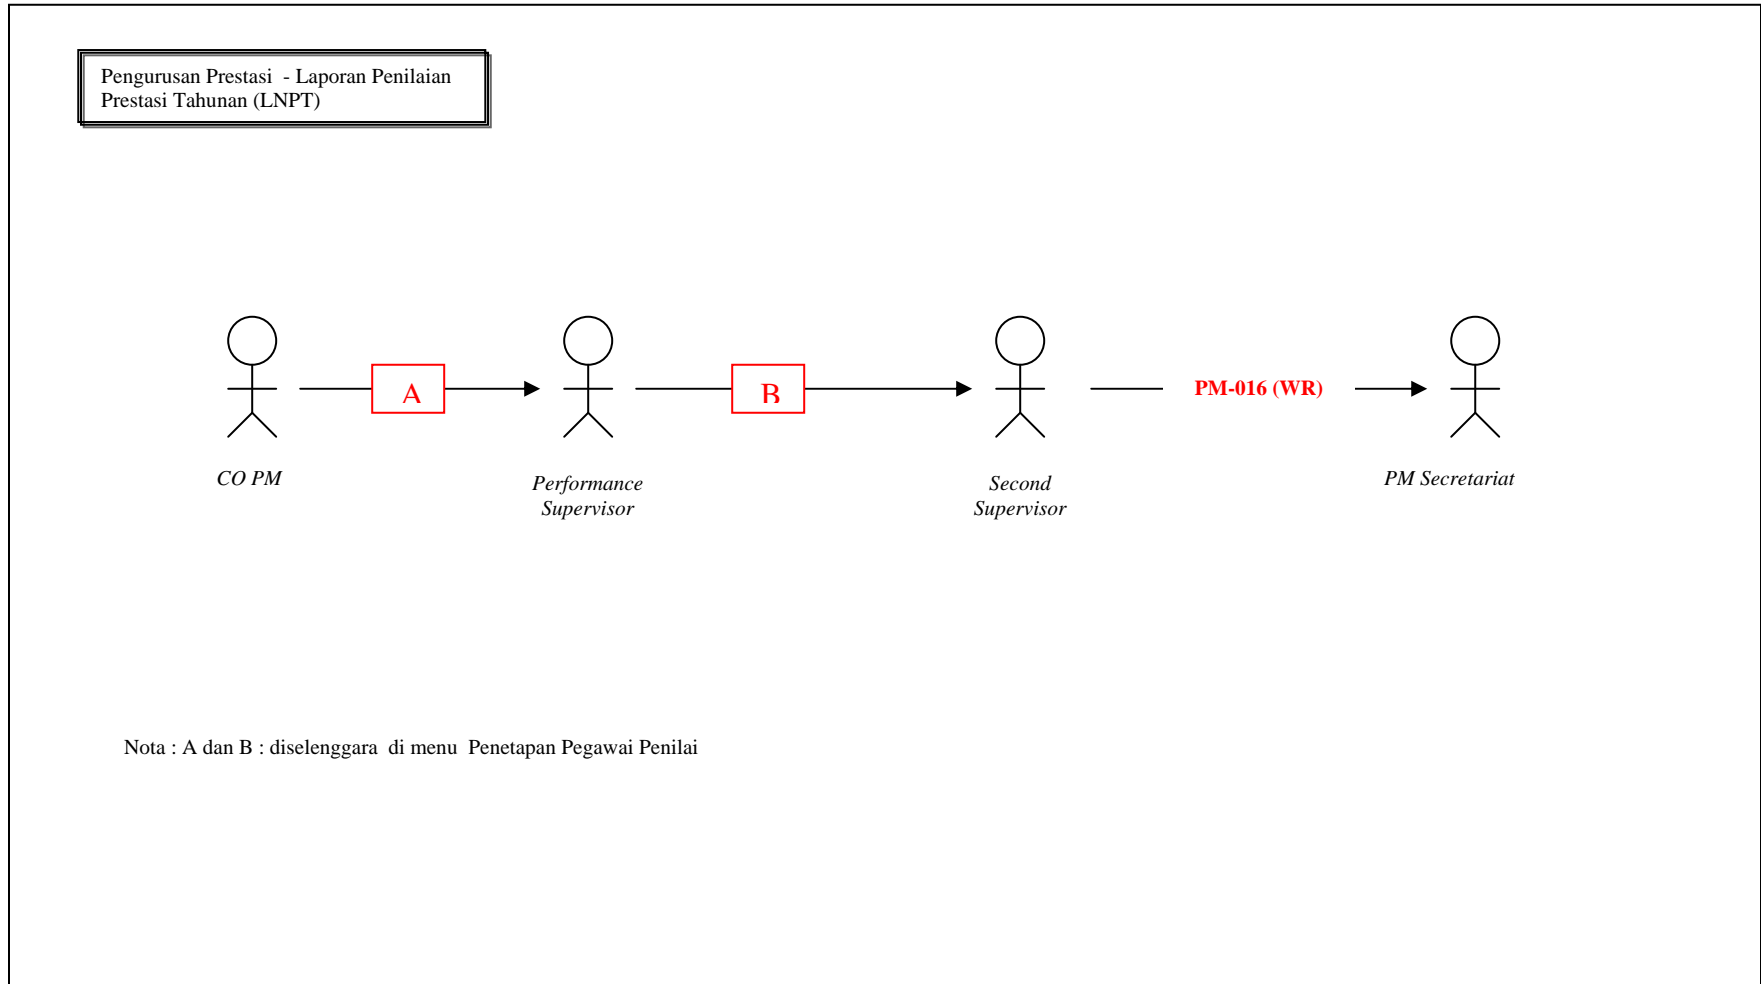 Pengurusan Prestasi - Laporan Penilaian
Prestasi Tahunan (LNPT)
A
B
PM-016 (WR)
CO PM
Performance
Supervisor
Second
Supervisor
PM Secretariat
Nota : A dan B : diselenggara di menu Penetapan Pegawai Penilai